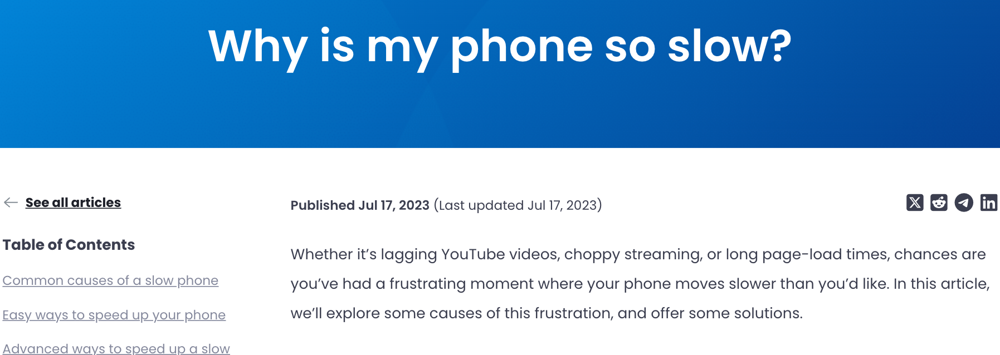 Why is my phone so slow?
See all articles
Table of Contents
Common causes of a slow phone
Easy ways to speed up your phone
Advanced ways to speed up a slow
Published Jul 17, 2023 (Last updated Jul 17, 2023)
Whether it’s lagging YouTube videos, choppy streaming, or long page-load times, chances are
you’ve had a frustrating moment where your phone moves slower than you’d like. In this article,
we’ll explore some causes of this frustration, and offer some solutions.